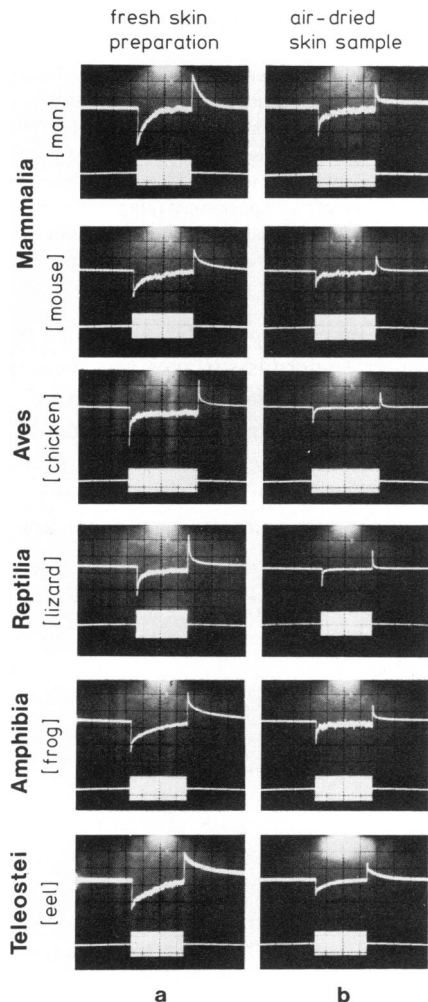 fresh skin
preparation
air-dried
skin sample
Mammalia
[man]
[mouse]
Aves
[chicken]
Reptilia
[lizard]
Amphibia
[frog]
Teleostei
[eel]
a
b